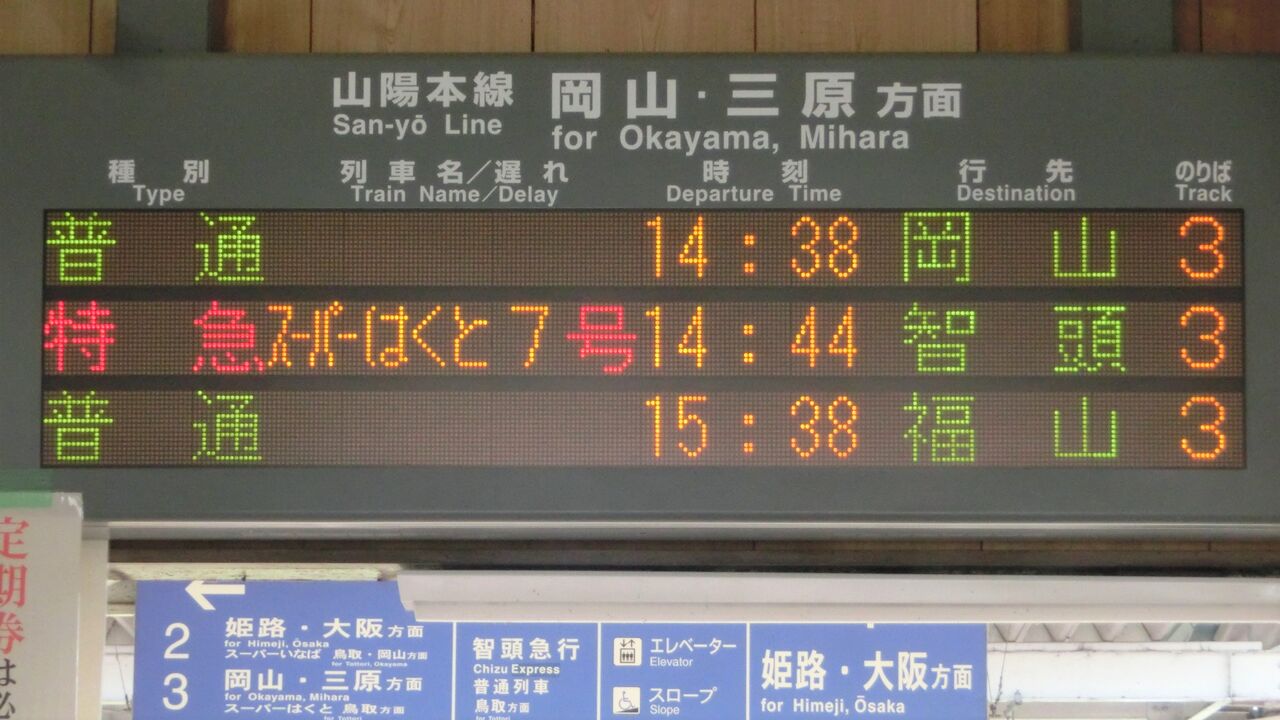 山陽本線 岡山・三原 方面
San-yō Line for Okayama, Mihara
種別 列車名/遅れ 時刻 行先 のりば
Type Train Name/Delay Departure Time Destination Track
普通 14:38 岡山 3
特急 スーパーはくと 7号 14:44 智頭 3
普通 15:38 福山 3
定期券は必
←
2 姫路・大阪方面
for Himeji, Ōsaka
スーパーいなば 鳥取・岡山方面
for Tottori, Okayama
3 岡山・三原方面
for Okayama, Mihara
スーパーはくと 鳥取方面
for Tottori
智頭急行
Chizu Express
普通列車
鳥取方面
for Tottori
エレベーター
Elevator
スロープ
Slope
姫路・大阪方面
for Himeji, Ōsaka